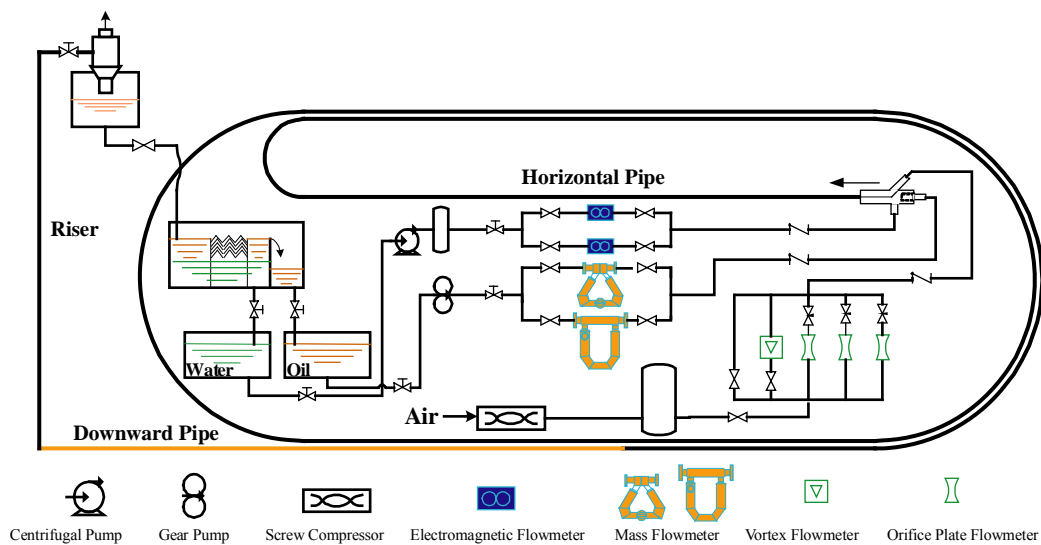 Horizontal Pipe
Riser
Water
Oil
Air
Downward Pipe
Centrifugal Pump
Gear Pump
Screw Compressor
Electromagnetic Flowmeter
Mass Flowmeter
Vortex Flowmeter
Orifice Plate Flowmeter